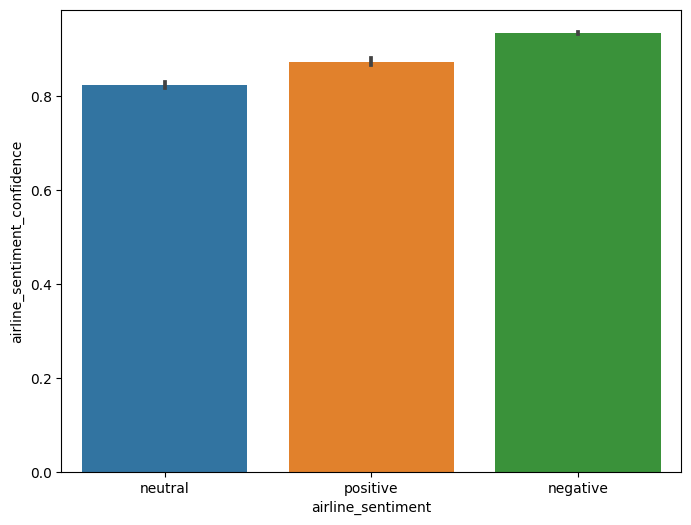 airline_sentiment_confidence
0.8
0.6
0.4
0.2
0.0
neutral positive negative
airline_sentiment